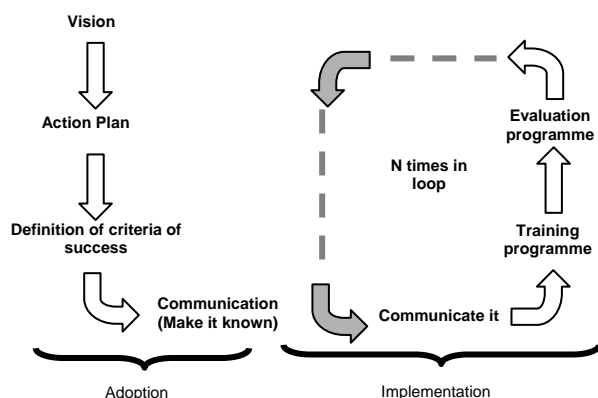 Vision
Action Plan
Definition of criteria of
success
Communication
(Make it known)
Adoption
Evaluation
programme
N times in
loop
Training
programme
Communicate it
Implementation